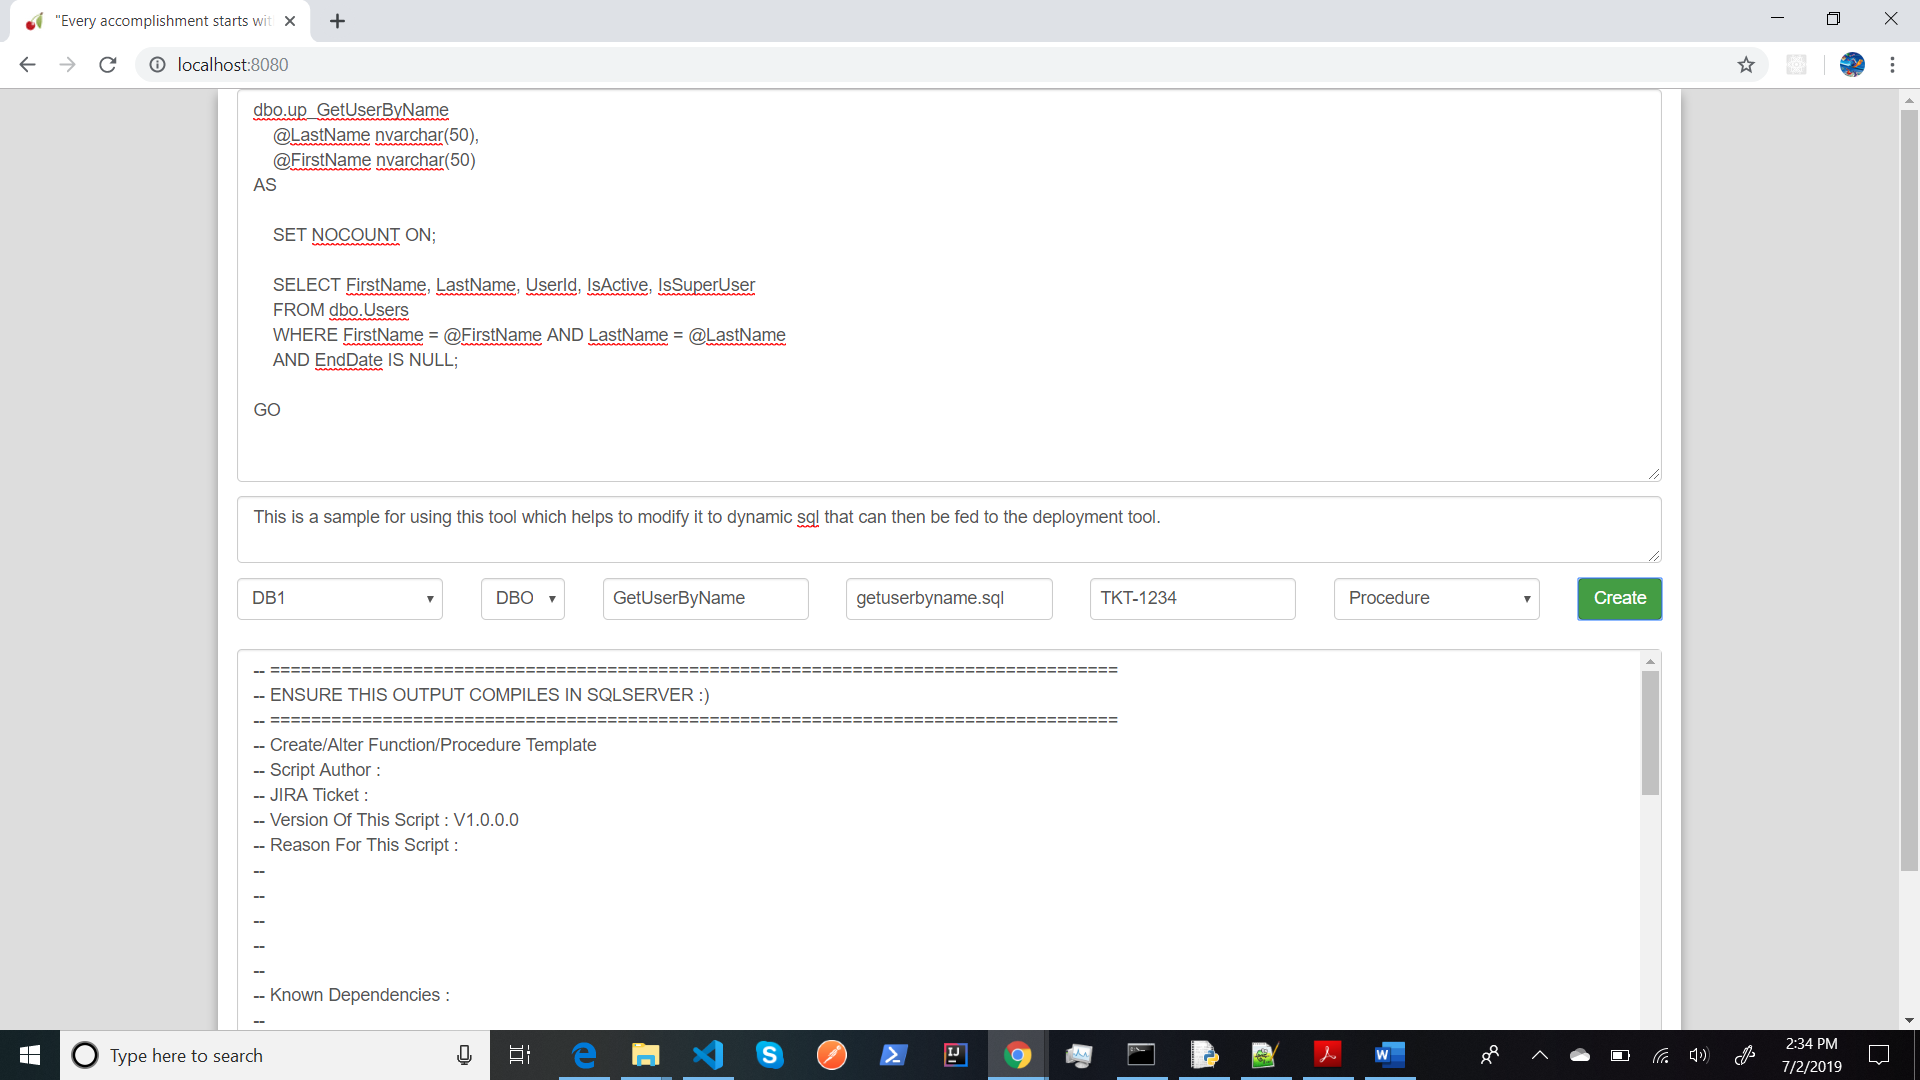 "Every accomplishment starts wit
localhost:8080
dbo.up_GetUserByName
@LastName nvarchar(50),
@FirstName nvarchar(50)
AS
SET NOCOUNT ON;
SELECT FirstName, LastName, UserId, IsActive, IsSuperUser
FROM dbo.Users
WHERE FirstName = @FirstName AND LastName = @LastName
AND EndDate IS NULL;
GO
This is a sample for using this tool which helps to modify it to dynamic sql that can then be fed to the deployment tool.
DB1 DBO GetUserByName getuserbyname.sql TKT-1234 Procedure Create
-- ===================================================================================
-- ENSURE THIS OUTPUT COMPILES IN SQLSERVER :)
-- ===================================================================================
-- Create/Alter Function/Procedure Template
-- Script Author :
-- JIRA Ticket :
-- Version Of This Script : V1.0.0.0
-- Reason For This Script :
--
--
--
--
--
-- Known Dependencies :
--
Type here to search
2:34 PM
7/2/2019